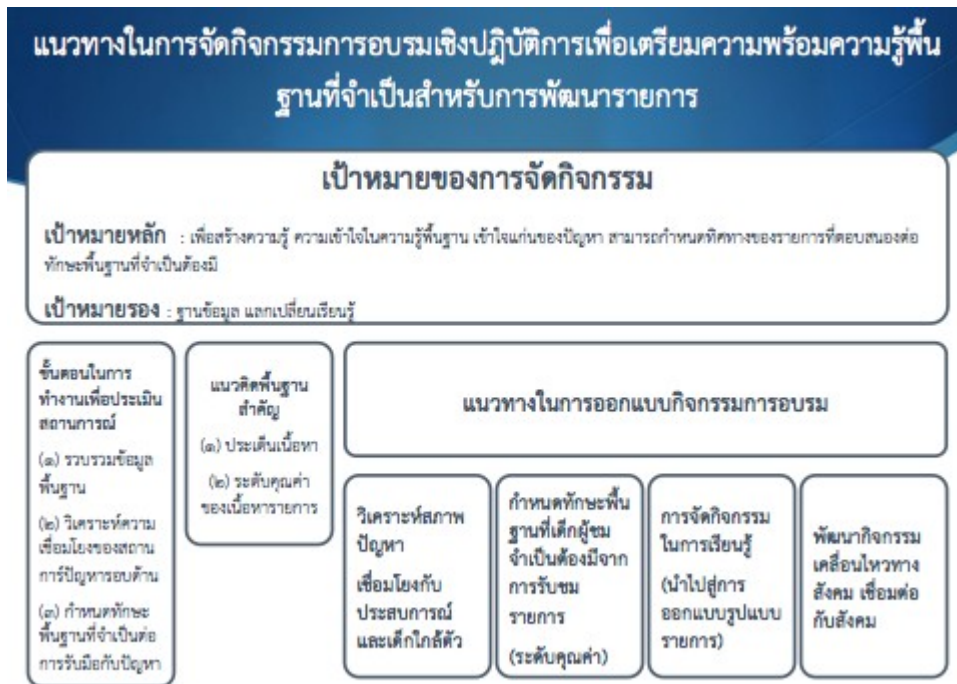 แนวทางในการจัดกิจกรรมการอบรมเชิงปฏิบัติการเพื่อเตรียมความพร้อมความรู้พื้น
ฐานที่จำเป็นสำหรับการพัฒนารายการ
เป้าหมายของการจัดกิจกรรม
เป้าหมายหลัก : เพื่อสร้างความรู้ ความเข้าใจในความรู้พื้นฐาน เข้าใจแก่นของปัญหา สามารถกำหนดทิศทางของรายการที่ตอบสนองต่อ
ทักษะพื้นฐานที่จำเป็นต้องมี
เป้าหมายรอง : ฐานข้อมูล แลกเปลี่ยนเรียนรู้
ขั้นตอนในการ
ทำงานเพื่อประเมิน
สถานการณ์
(๑) รวบรวมข้อมูล
พื้นฐาน
(๒) วิเคราะห์ความ
เชื่อมโยงของสถาน
การ์ปัญหารอบด้าน
(๓) กำหนดทักษะ
พื้นฐานที่จำเป็นต่อ
การรับมือกับปัญหา
แนวคิดพื้นฐาน
สำคัญ
(๑) ประเด็นเนื้อหา
(๒) ระดับคุณค่า
ของเนื้อหารายการ
แนวทางในการออกแบบกิจกรรมการอบรม
วิเคราะห์สภาพ
ปัญหา
เชื่อมโยงกับ
ประสบการณ์
และเด็กใกล้ตัว
กำหนดทักษะพื้น
ฐานที่เด็กผู้ชม
จำเป็นต้องมีจาก
การรับชม
รายการ
(ระดับคุณค่า)
การจัดกิจกรรม
ในการเรียนรู้
(นำไปสู่การ
ออกแบบรูปแบบ
รายการ)
พัฒนากิจกรรม
เคลื่อนไหวทาง
สังคม เชื่อมต่อ
กับสังคม